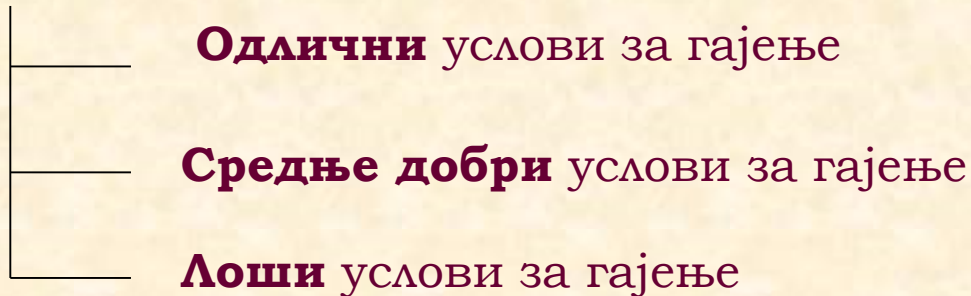 Одлични услови за гајење
Средње добри услови за гајење
Лоши услови за гајење